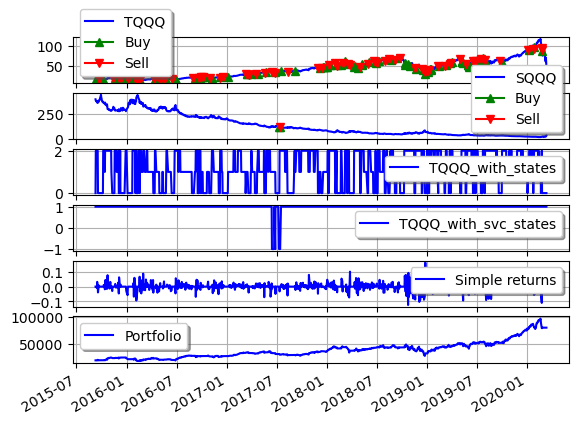 TQQQ
Buy
Sell
100
50
SQQQ
Buy
Sell
250
0
2
0
TQQQ_with_states
1
0
−1
TQQQ_with_svc_states
0.1
0.0
−0.1
Simple returns
100000
50000
Portfolio
2015-07
2016-01
2016-07
2017-01
2017-07
2018-01
2018-07
2019-01
2019-07
2020-01